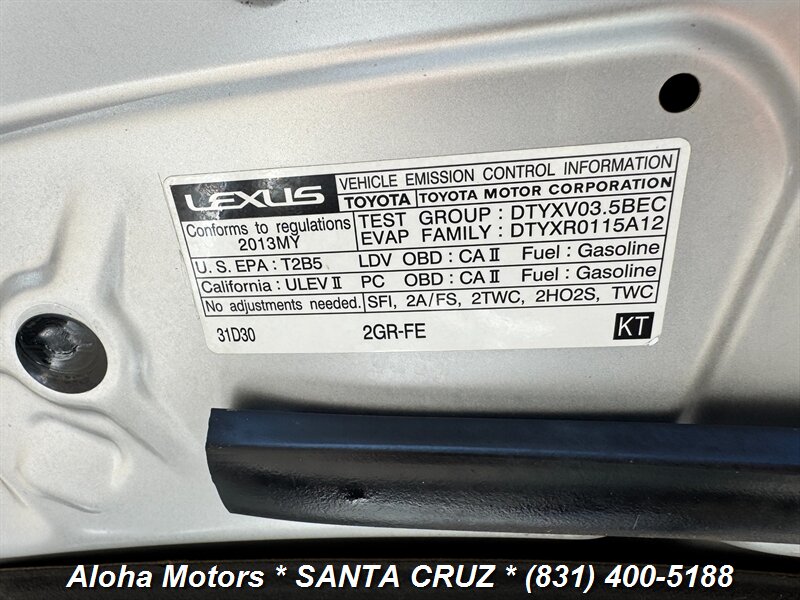 LEXUS
VEHICLE EMISSION CONTROL INFORMATION
TOYOTA TOYOTA MOTOR CORPORATION
Conforms to regulations
2013MY
TEST GROUP : DTYXV03.5BEC
EVAP FAMILY : DTYXR0115A12
U.S. EPA : T2B5 LDV OBD : CA II Fuel : Gasoline
California : ULEV II PC OBD : CA II Fuel : Gasoline
No adjustments needed. SFI, 2A/FS, 2TWC, 2HO2S, TWC
31D30 2GR-FE KT
Aloha Motors * SANTA CRUZ * (831) 400-5188